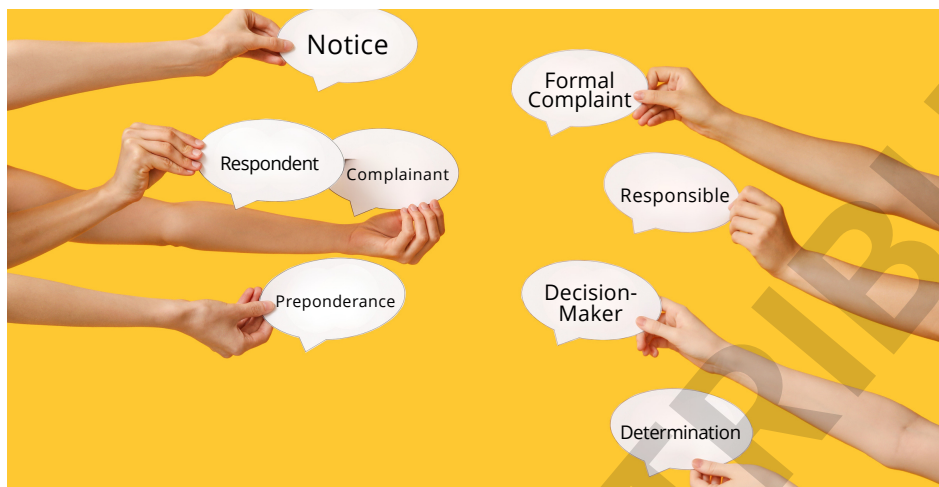 Notice
Formal
Complaint
Respondent
Complainant
Responsible
Preponderance
Decision-
Maker
Determination